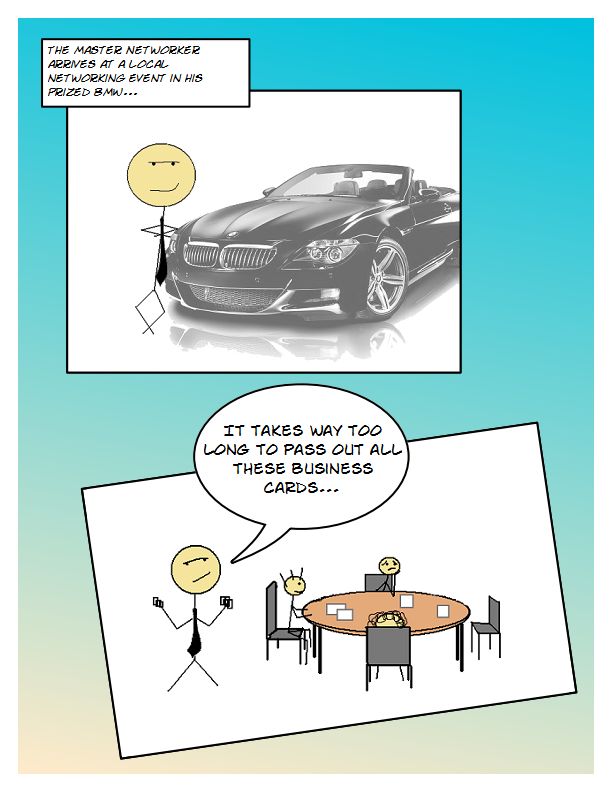 THE MASTER NETWORKER
ARRIVES AT A LOCAL
NETWORKING EVENT IN HIS
PRIZED BMW...
IT TAKES WAY TOO
LONG TO PASS OUT ALL
THESE BUSINESS
CARDS...